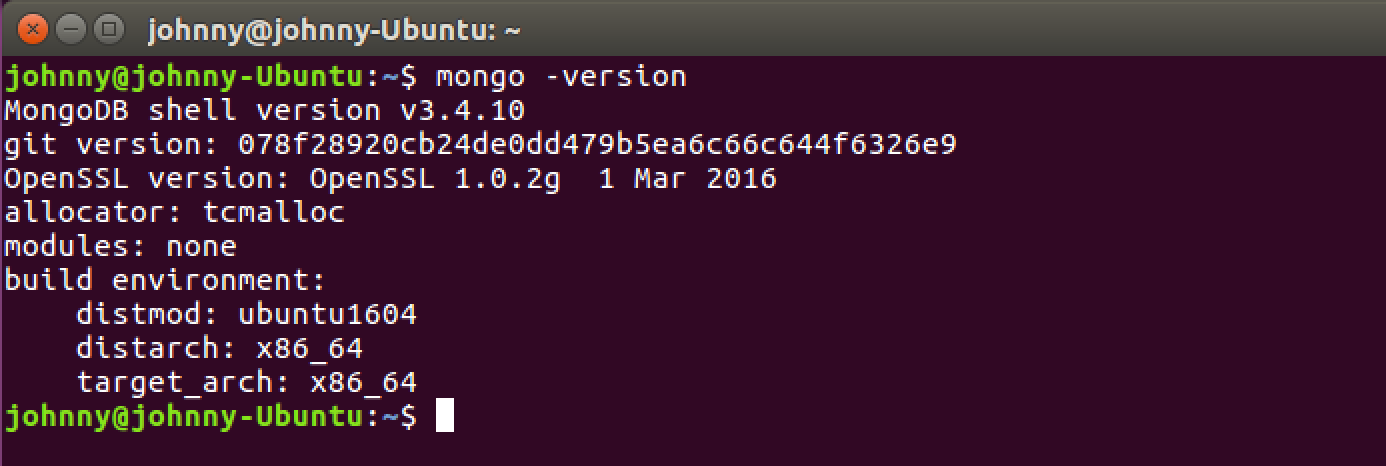 johnny@johnny-Ubuntu: ~
johnny@johnny-Ubuntu:~$ mongo -version
MongoDB shell version v3.4.10
git version: 078f28920cb24de0dd479b5ea6c66c644f6326e9
OpenSSL version: OpenSSL 1.0.2g  1 Mar 2016
allocator: tcmalloc
modules: none
build environment:
    distmod: ubuntu1604
    distarch: x86_64
    target_arch: x86_64
johnny@johnny-Ubuntu:~$